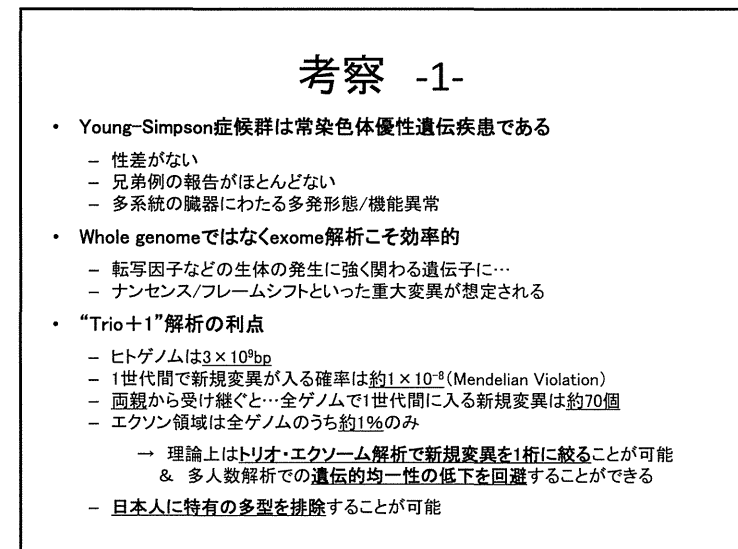 考察 -1-
• Young-Simpson症候群は常染色体優性遺伝疾患である
– 性差がない
– 兄弟例の報告がほとんどない
– 多系統の臓器にわたる多発形態/機能異常
• Whole genomeではなくexome解析こそ効率的
– 転写因子などの生体の発生に強く関わる遺伝子に…
– ナンセンス/フレームシフトといった重大変異が想定される
• “Trio＋1”解析の利点
– ヒトゲノムは3×10⁹bp
– 1世代間で新規変異が入る確率は約1×10⁻⁸(Mendelian Violation)
– 両親から受け継ぐと…全ゲノムで1世代間に入る新規変異は約70個
– エクソン領域は全ゲノムのうち約1%のみ
→ 理論上はトリオ・エクソーム解析で新規変異を1桁に絞ることが可能
& 多人数解析での遺伝的均一性の低下を回避することができる
– 日本人に特有の多型を排除することが可能